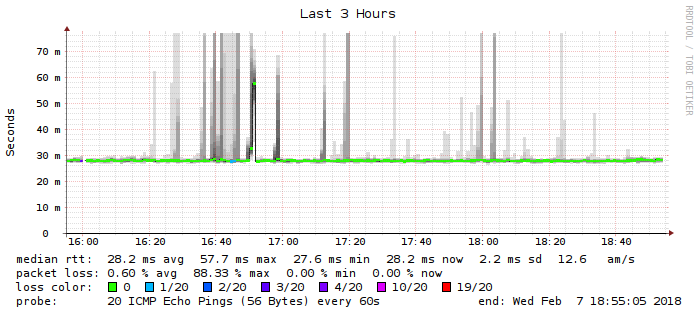 Last 3 Hours
RRDTOOL / TOBI OETIKER
Seconds
70 m
60 m
50 m
40 m
30 m
20 m
10 m
0
16:00 16:20 16:40 17:00 17:20 17:40 18:00 18:20 18:40
median rtt: 28.2 ms avg 57.7 ms max 27.6 ms min 28.2 ms now 2.2 ms sd 12.6 am/s
packet loss: 0.60 % avg 88.33 % max 0.00 % min 0.00 % now
loss color: 0 1/20 2/20 3/20 4/20 10/20 19/20
probe: 20 ICMP Echo Pings (56 Bytes) every 60s end: Wed Feb 7 18:55:05 2018